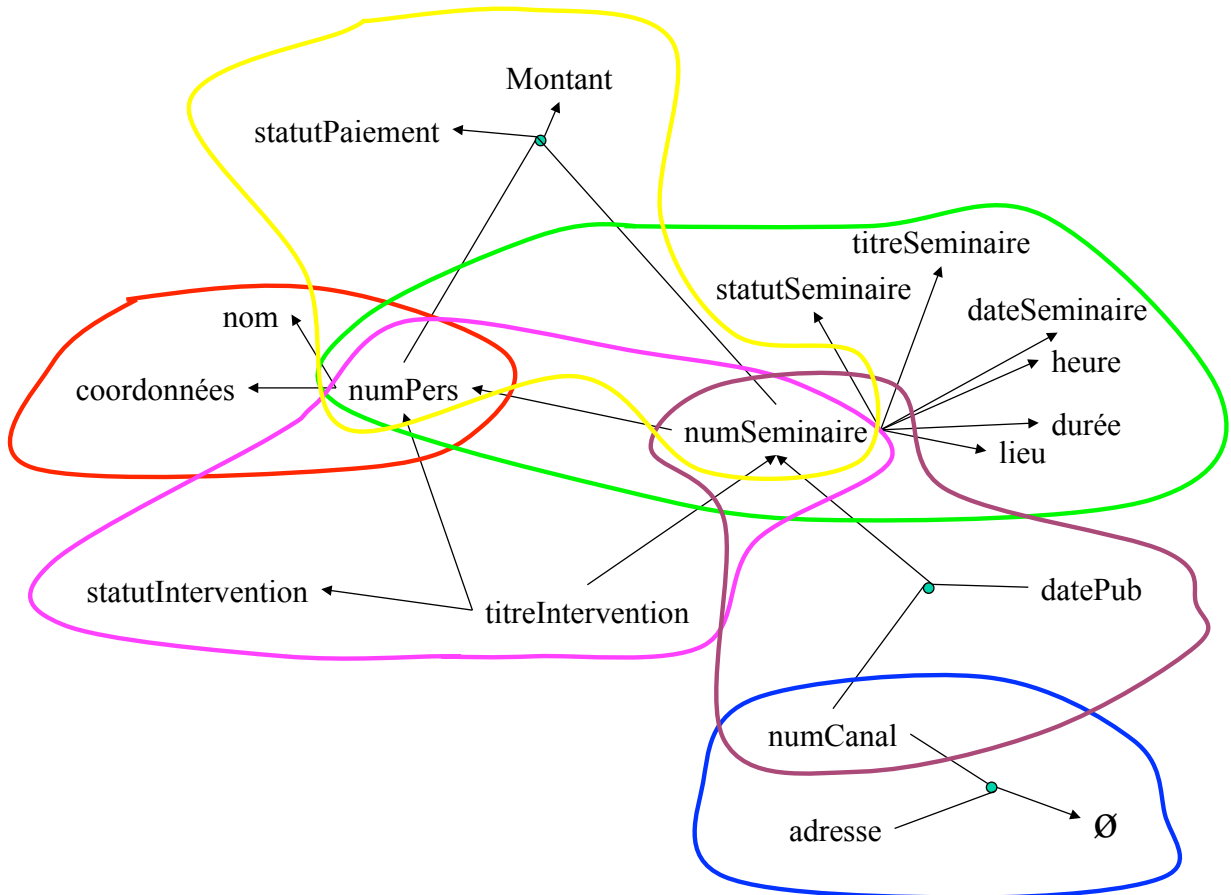 Montant
statutPaiement
titreSeminaire
statutSeminaire
dateSeminaire
nom
heure
coordonnées
numPers
durée
numSeminaire
lieu
statutIntervention
titreIntervention
datePub
numCanal
adresse
Ø